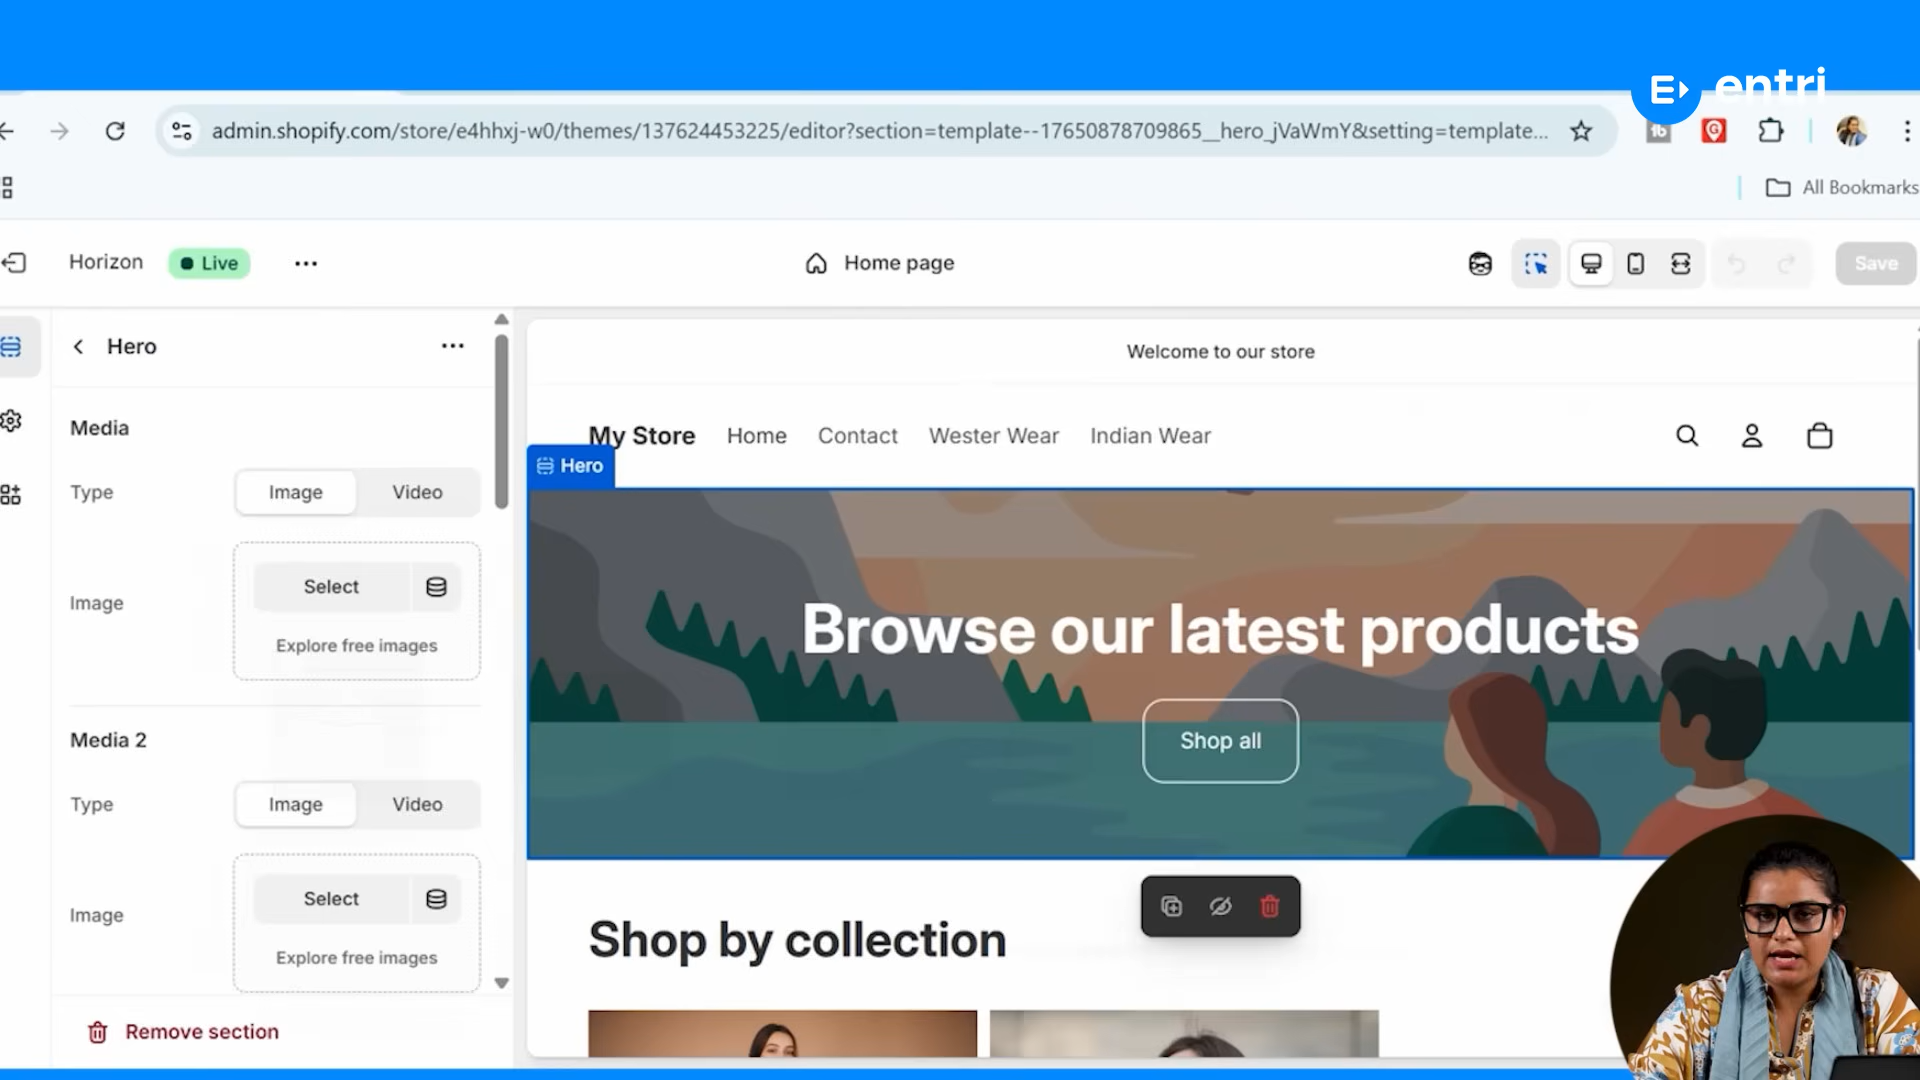 E entri
admin.shopify.com/store/e4hhxj-w0/themes/137624453225/editor?section=template--17650878709865__hero_jVaWmY&setting=template...
All Bookmarks
Horizon
Live
Home page
Save
Hero
Welcome to our store
Media
My Store
Home
Contact
Wester Wear
Indian Wear
Hero
Type
Image
Video
Image
Select
Explore free images
Browse our latest products
Shop all
Media 2
Type
Image
Video
Image
Select
Explore free images
Shop by collection
Remove section